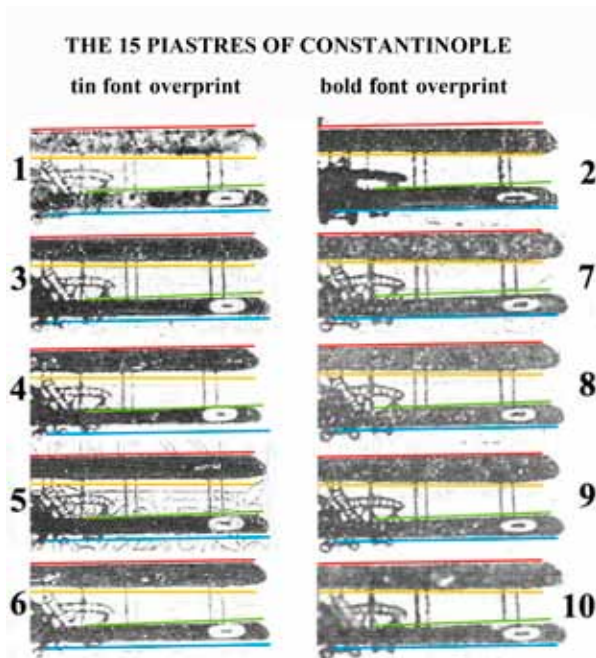 THE 15 PIASTRES OF CONSTANTINOPLE
tin font overprint bold font overprint
1 2
3 7
4 8
5 9
6 10